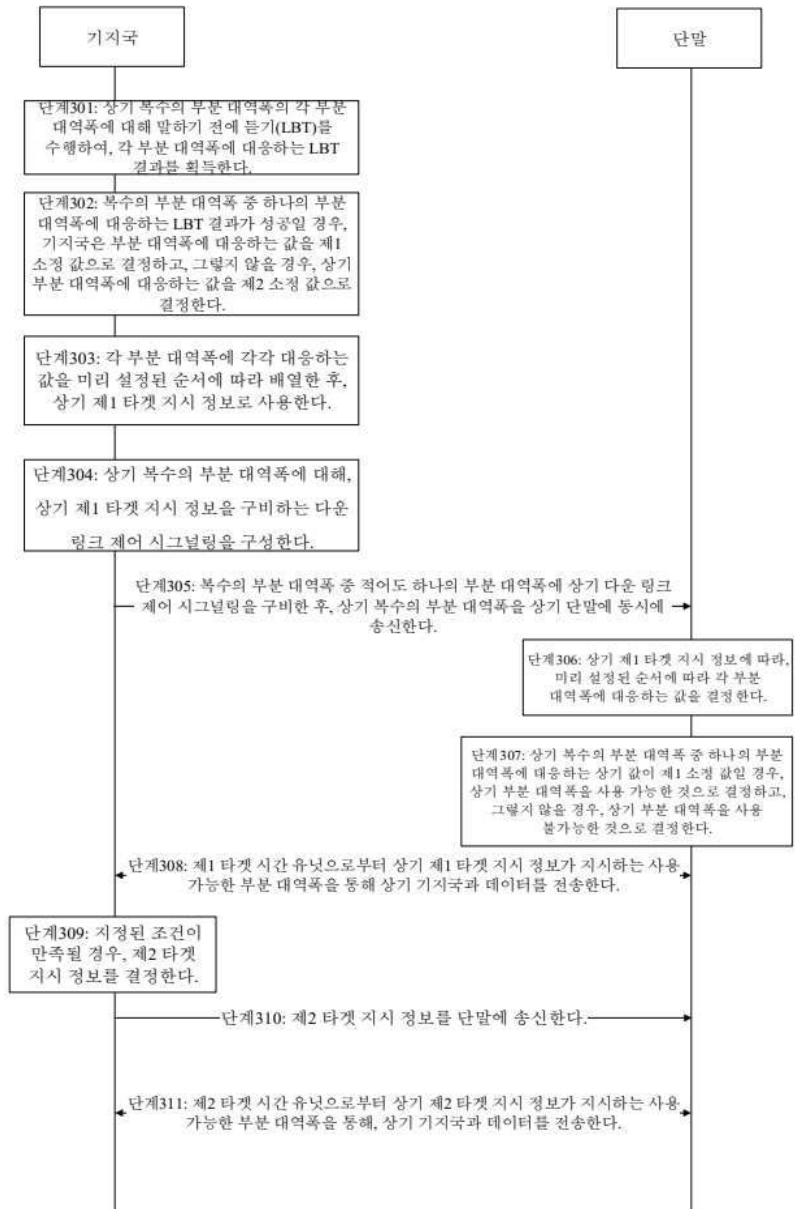 기지국
단말
단계301: 상기 복수의 부분 대역폭의 각 부분
대역폭에 대해 말하기 전에 듣기(LBT)를
수행하여, 각 부분 대역폭에 대응하는 LBT
결과를 획득한다.
단계302: 복수의 부분 대역폭 중 하나의 부분
대역폭에 대응하는 LBT 결과가 성공일 경우,
기지국은 부분 대역폭에 대응하는 값을 제1
소정 값으로 결정하고, 그렇지 않을 경우, 상기
부분 대역폭에 대응하는 값을 제2 소정 값으로
결정한다.
단계303: 각 부분 대역폭에 각각 대응하는
값을 미리 설정된 순서에 따라 배열한 후,
상기 제1 타겟 지시 정보로 사용한다.
단계304: 상기 복수의 부분 대역폭에 대해,
상기 제1 타겟 지시 정보을 구비하는 다운
링크 제어 시그널링을 구성한다.
단계305: 복수의 부분 대역폭 중 적어도 하나의 부분 대역폭에 상기 다운 링크
제어 시그널링을 구비한 후, 상기 복수의 부분 대역폭을 상기 단말에 동시에
송신한다.
단계306: 상기 제1 타겟 지시 정보에 따라,
미리 설정된 순서에 따라 각 부분
대역폭에 대응하는 값을 결정한다.
단계307: 상기 복수의 부분 대역폭 중 하나의 부분
대역폭에 대응하는 상기 값이 제1 소정 값일 경우,
상기 부분 대역폭을 사용 가능한 것으로 결정하고,
그렇지 않을 경우, 상기 부분 대역폭을 사용
불가능한 것으로 결정한다.
단계308: 제1 타겟 시간 유닛으로부터 상기 제1 타겟 지시 정보가 지시하는 사용
가능한 부분 대역폭을 통해 상기 기지국과 데이터를 전송한다.
단계309: 지정된 조건이
만족될 경우, 제2 타겟
지시 정보를 결정한다.
단계310: 제2 타겟 지시 정보를 단말에 송신한다.
단계311: 제2 타겟 시간 유닛으로부터 상기 제2 타겟 지시 정보가 지시하는 사용
가능한 부분 대역폭을 통해, 상기 기지국과 데이터를 전송한다.